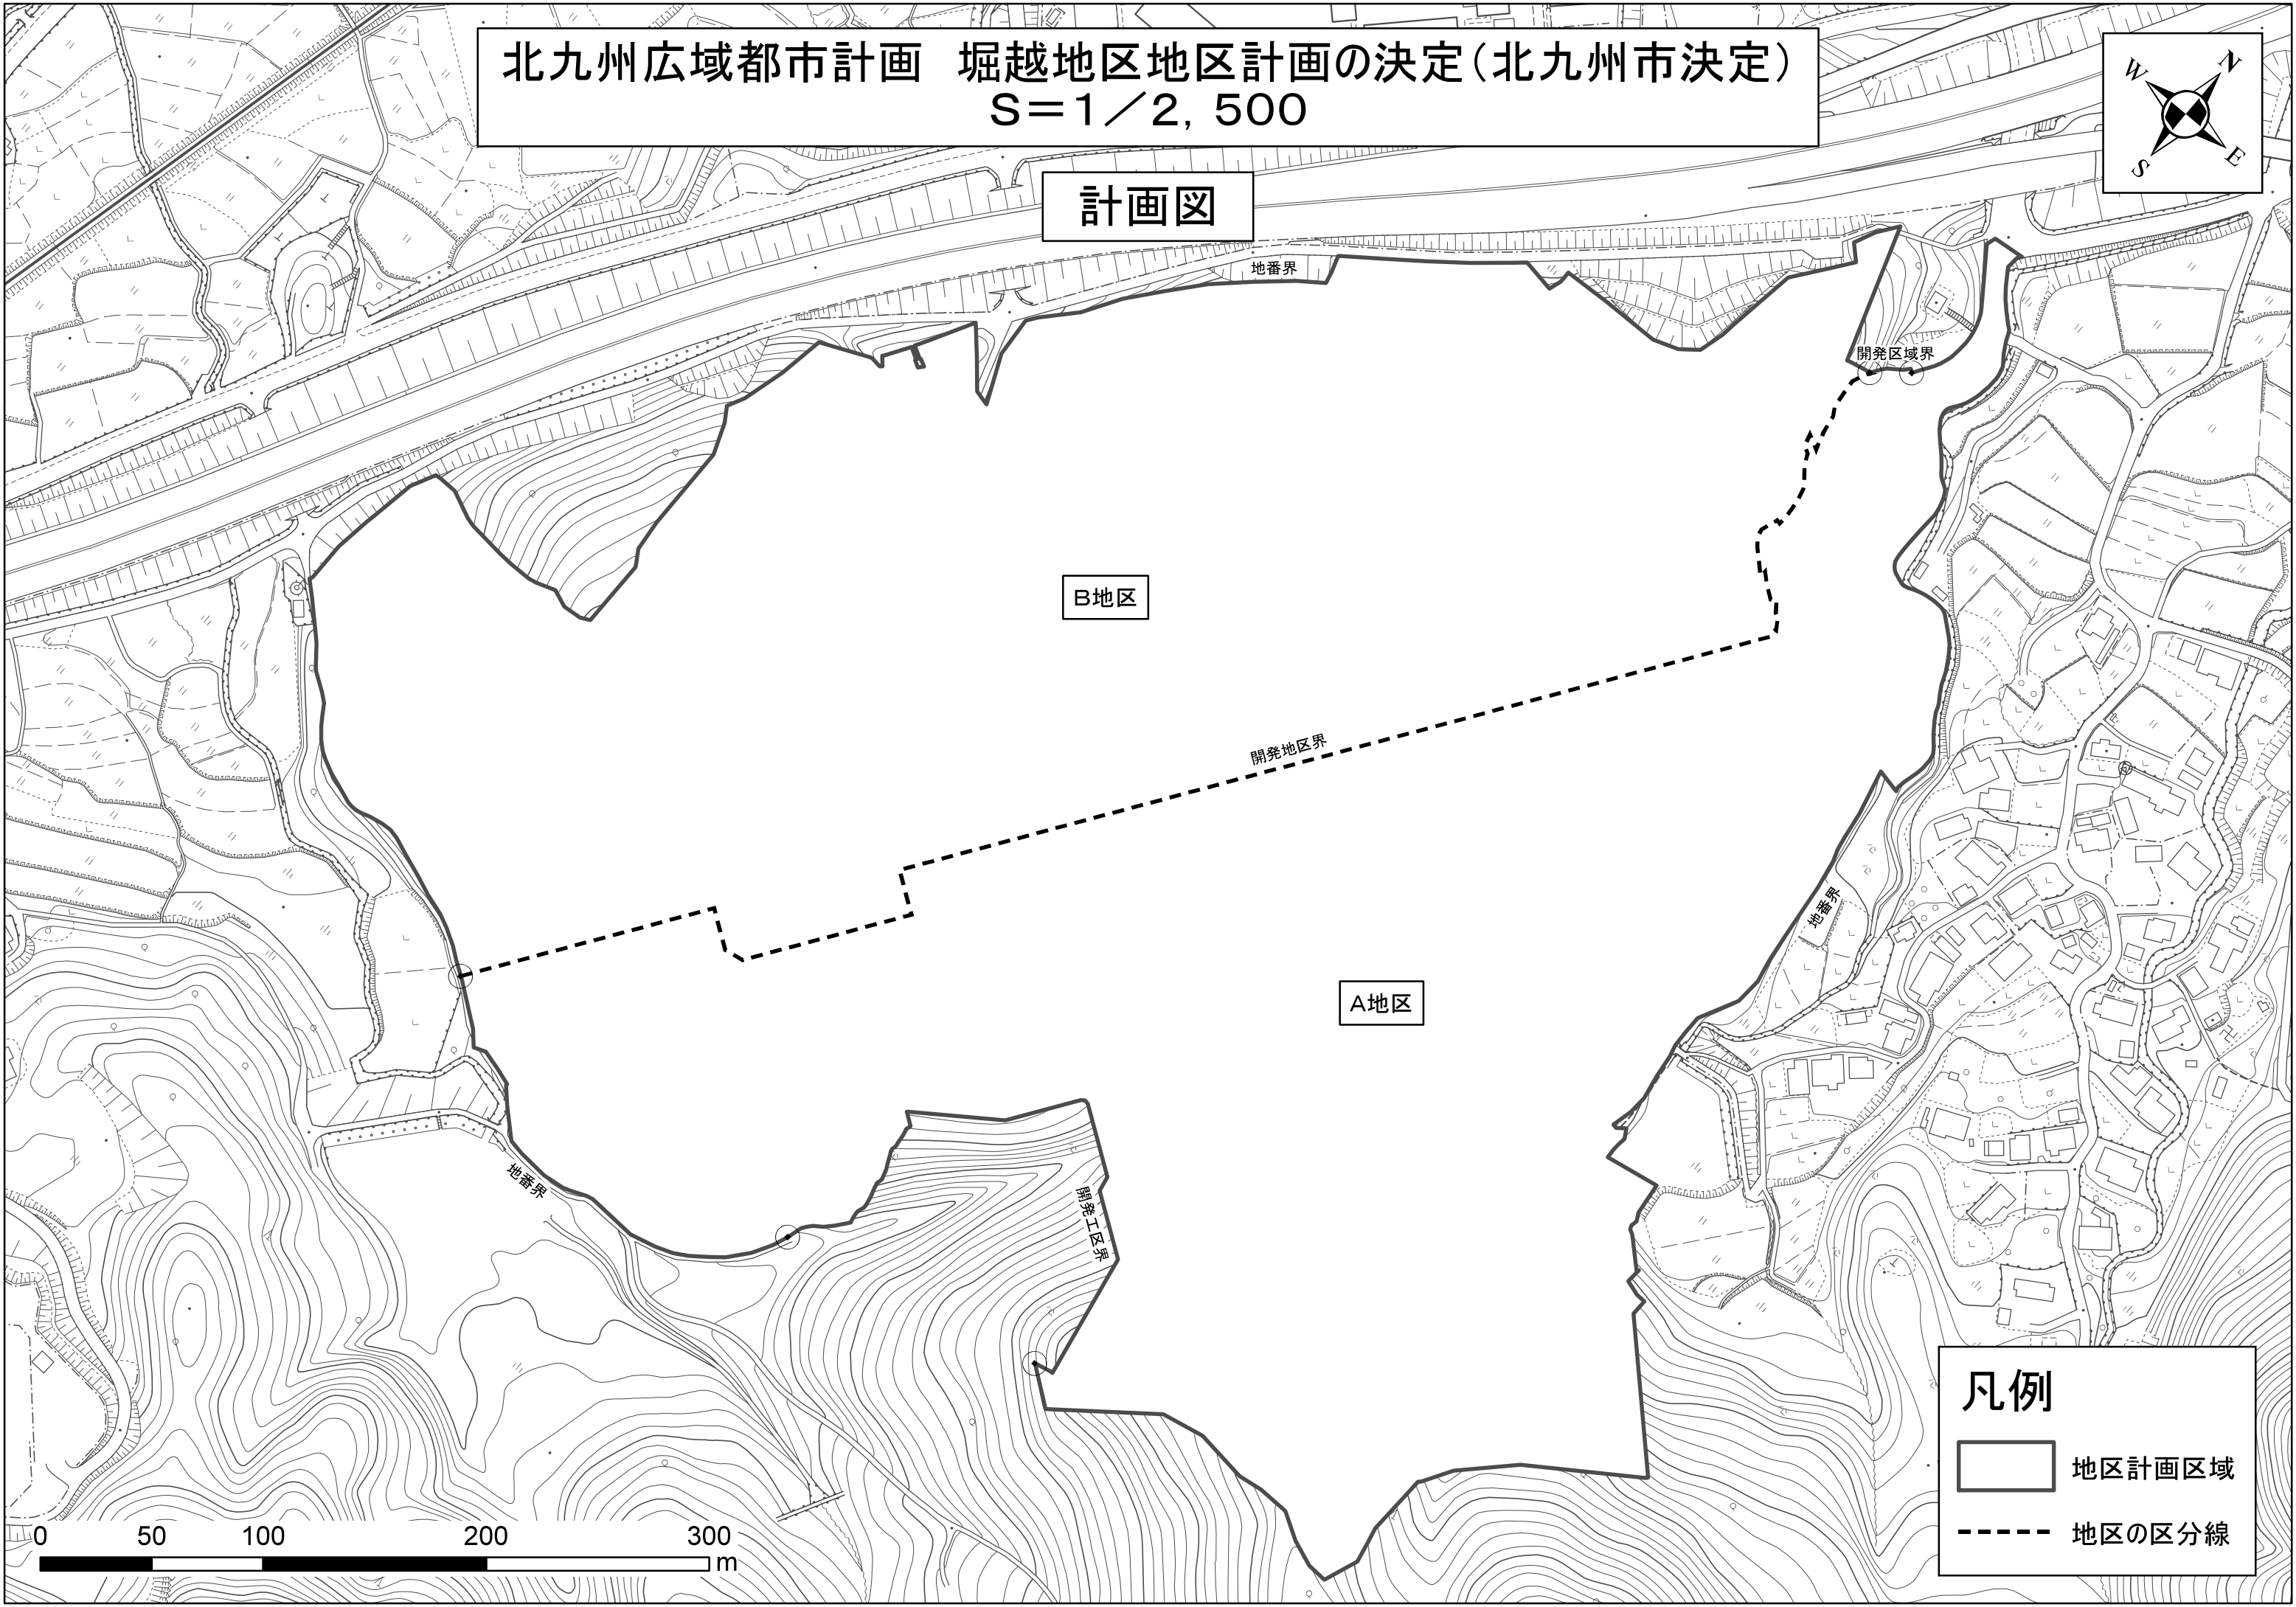 北九州広域都市計画　堀越地区地区計画の決定（北九州市決定）
Ｓ＝１／２，５００
計画図
W
N
S
E
地番界
開発区域界
B地区
開発地区界
A地区
地番界
地番界
開発工区界
凡例
地区計画区域
地区の区分線
0 50 100 200 300
m